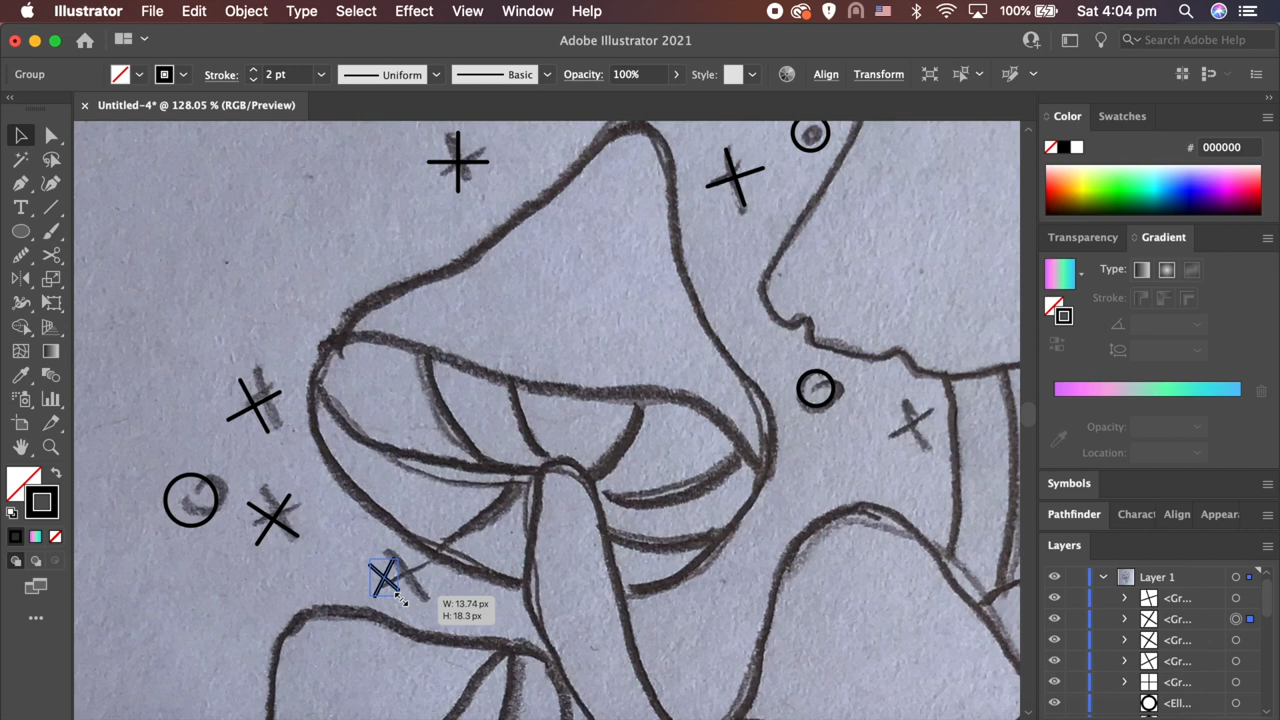 Illustrator File Edit Object Type Select Effect View Window Help 100% Sat 4:04 pm
Adobe Illustrator 2021
Search Adobe Help
Group Stroke: 2 pt Uniform Basic Opacity: 100% Style: Align Transform
Untitled-4* @ 128.05 % (RGB/Preview)
Color Swatches
# 000000
Transparency Gradient
Type:
Stroke:
Opacity:
Location:
Symbols
Pathfinder Charac Align Appear
Layers
Layer 1
<Gr...
<Gr...
<Gr...
<Gr...
<Gr...
<Ell...
W: 13.74 px
H: 18.3 px